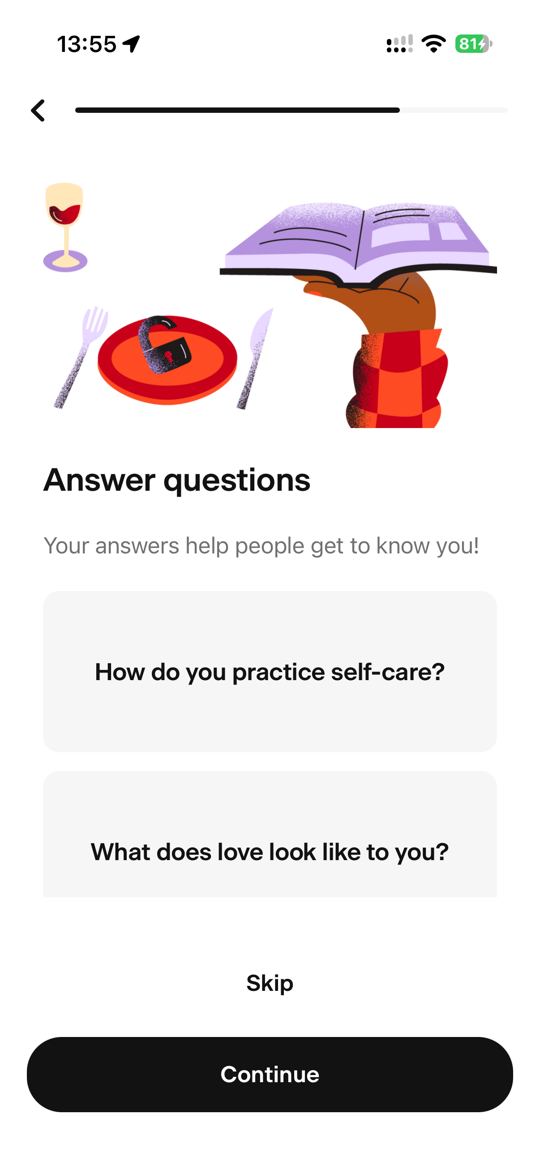 13:55
81
Answer questions
Your answers help people get to know you!
How do you practice self-care?
What does love look like to you?
Skip
Continue